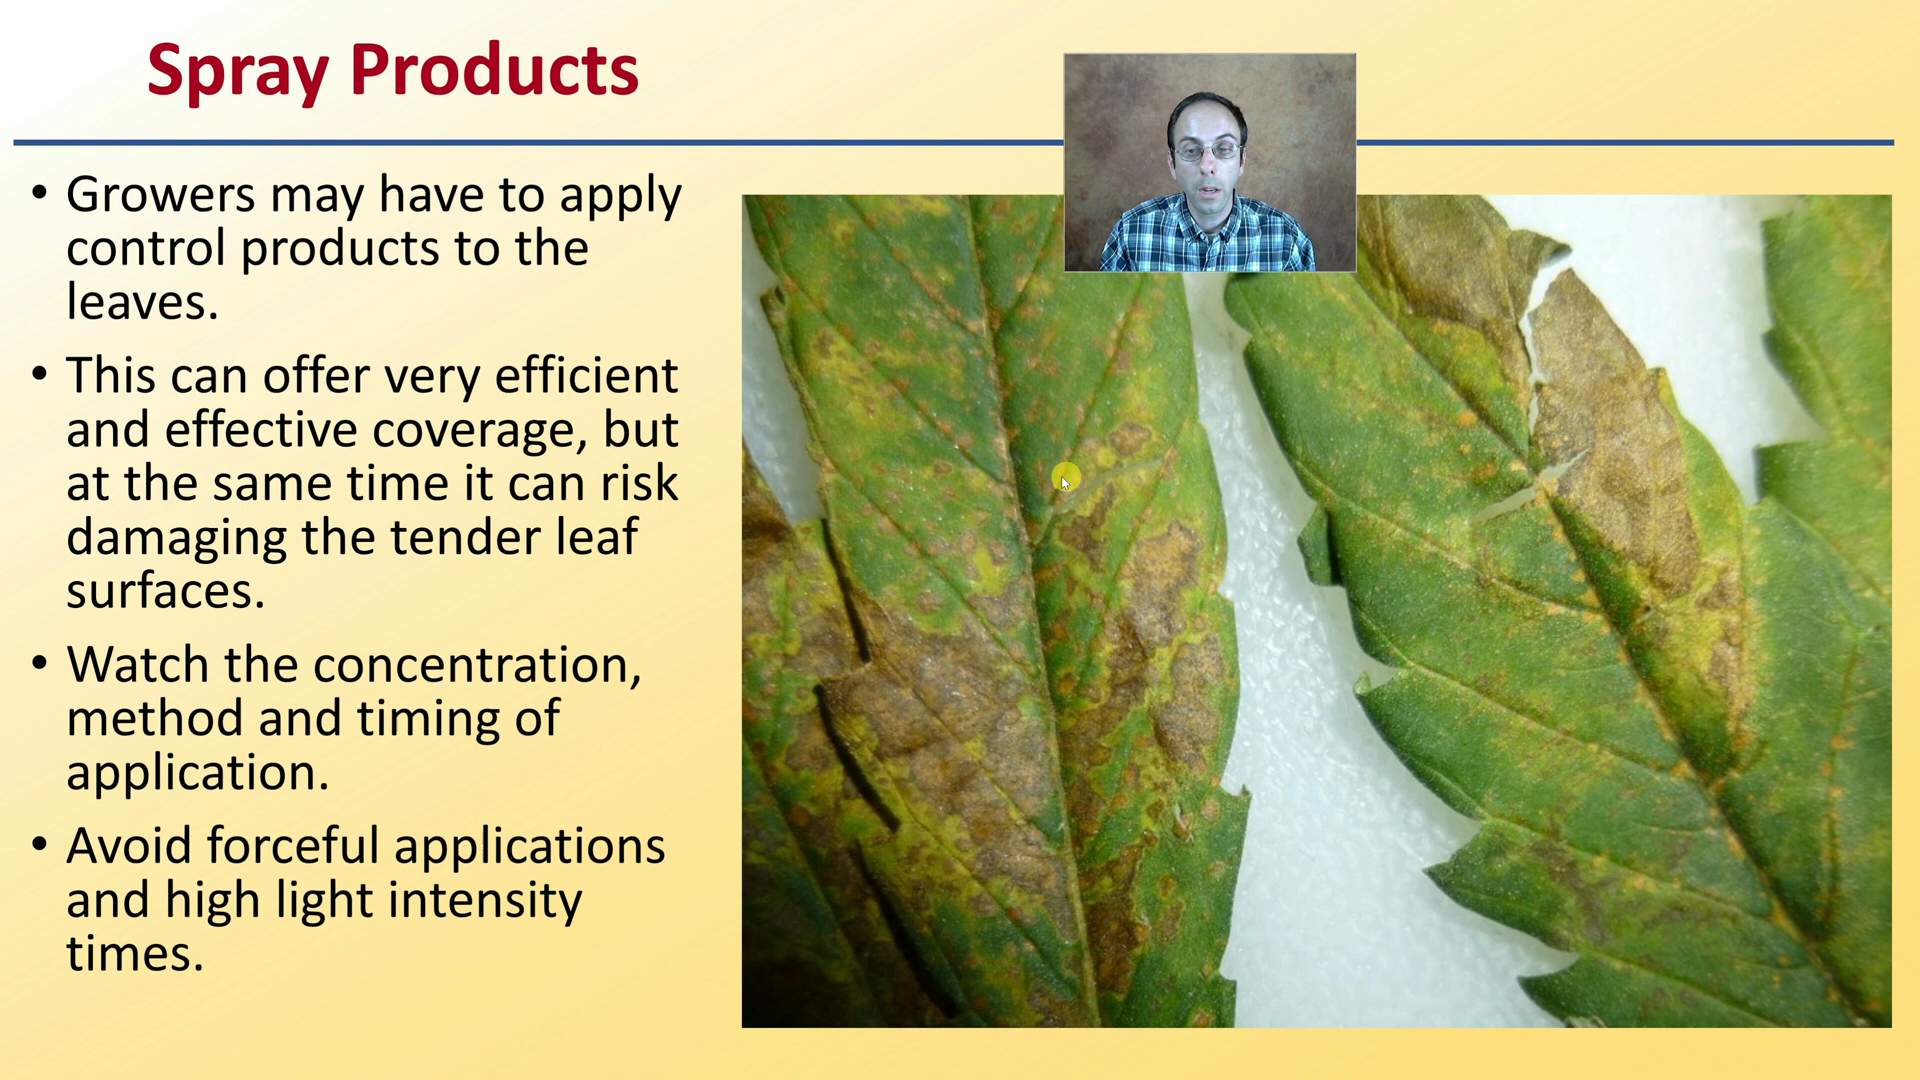 Spray Products
• Growers may have to apply
control products to the
leaves.
• This can offer very efficient
and effective coverage, but
at the same time it can risk
damaging the tender leaf
surfaces.
• Watch the concentration,
method and timing of
application.
• Avoid forceful applications
and high light intensity
times.